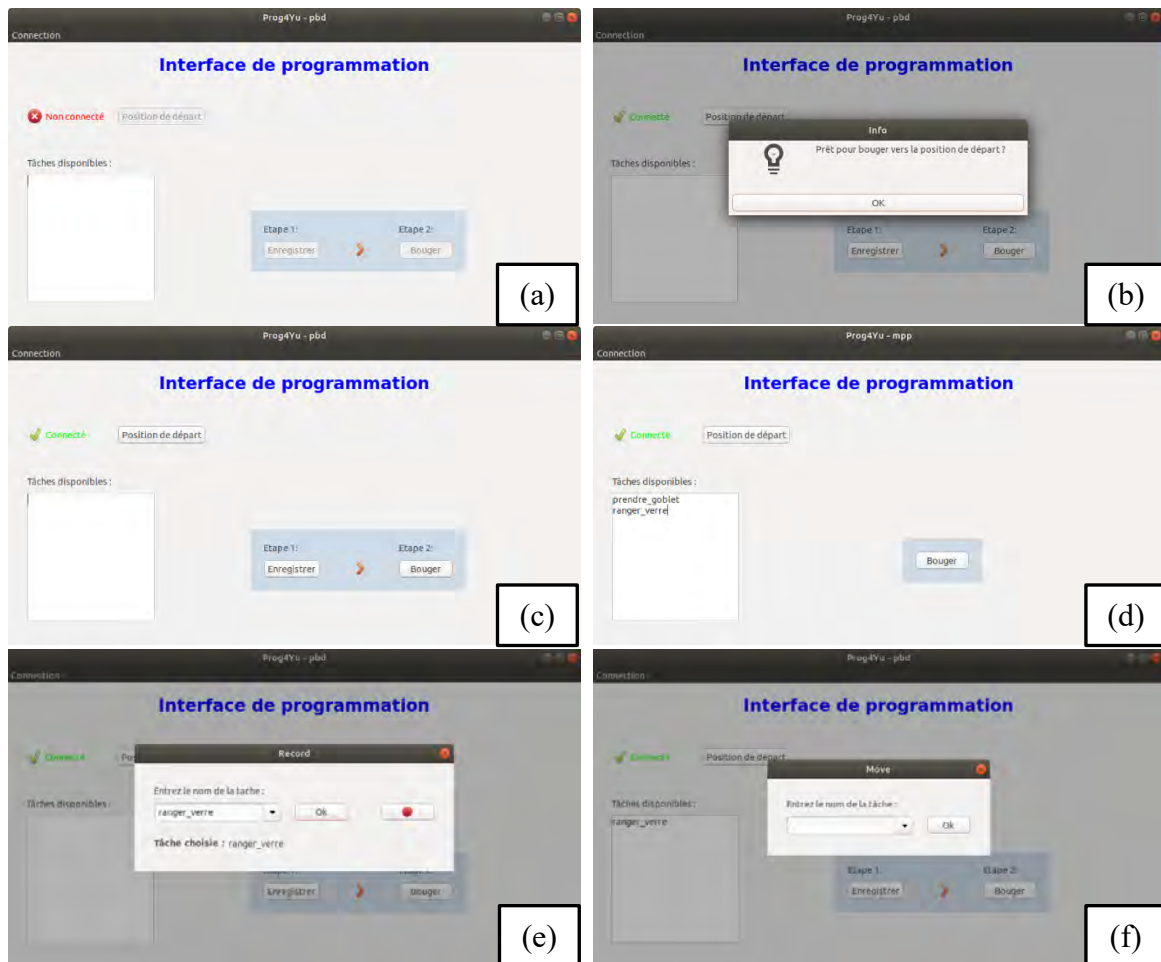 Prog4Yu - pbd
Connection
Interface de programmation
Non connecté Position de départ
Tâches disponibles :
Etape 1: Etape 2:
Enregistrer Bouger
(a)
Prog4Yu - pbd
Connection
Interface de programmation
Connecté Position de départ
Info
Prêt pour bouger vers la position de départ ?
OK
Tâches disponibles :
Etape 1: Etape 2:
Enregistrer Bouger
(b)
Prog4Yu - pbd
Connection
Interface de programmation
Connecté Position de départ
Tâches disponibles :
Etape 1: Etape 2:
Enregistrer Bouger
(c)
Prog4Yu - mpp
Connection
Interface de programmation
Connecté Position de départ
Tâches disponibles :
prendre_goblet
ranger_verre
Bouger
(d)
Prog4Yu - pbd
Connection
Interface de programmation
Connecté Po
Record
Entrez le nom de la tache :
ranger_verre Ok
Tâche choisie : ranger_verre
Tâches disponibles :
Enregistrer Bouger
(e)
Prog4Yu - pbd
Connection
Interface de programmation
Connecté Position de départ
Move
Entrez le nom de la tâche :
Ok
Tâches disponibles :
ranger_verre
Etape 1: Etape 2:
Enregistrer Bouger
(f)